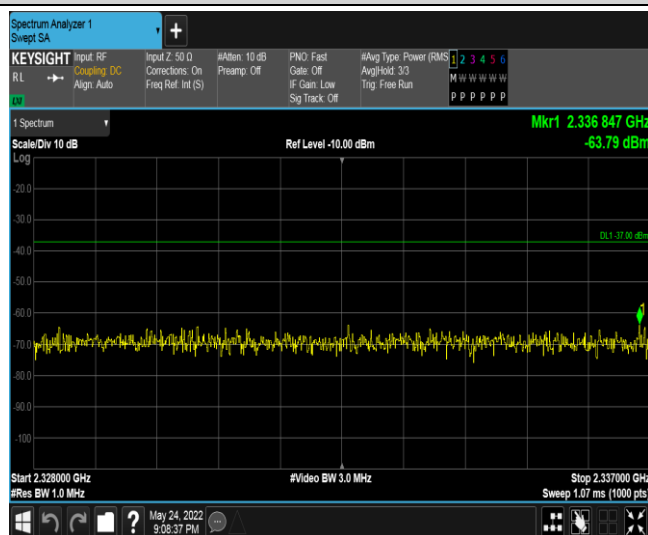 Spectrum Analyzer 1
Swept SA
KEYSIGHT
RL
Input: RF
Coupling: DC
Align: Auto
Input Z: 50 Ω
Corrections: On
Freq Ref: Int (S)
#Atten: 10 dB
Preamp: Off
PNO: Fast
Gate: Off
IF Gain: Low
Sig Track: Off
#Avg Type: Power (RMS
Avg|Hold: 3/3
Trig: Free Run
1 2 3 4 5 6
M W W W W W
P P P P P P
1 Spectrum
Scale/Div 10 dB
Log
Ref Level -10.00 dBm
Mkr1 2.336 847 GHz
-63.79 dBm
-20.0
-30.0
DL1 -37.00 dBm
-40.0
-50.0
-60.0
1
-70.0
-80.0
-90.0
-100
Start 2.328000 GHz
#Res BW 1.0 MHz
#Video BW 3.0 MHz
Stop 2.337000 GHz
Sweep 1.07 ms (1000 pts)
?
May 24, 2022
9:08:37 PM